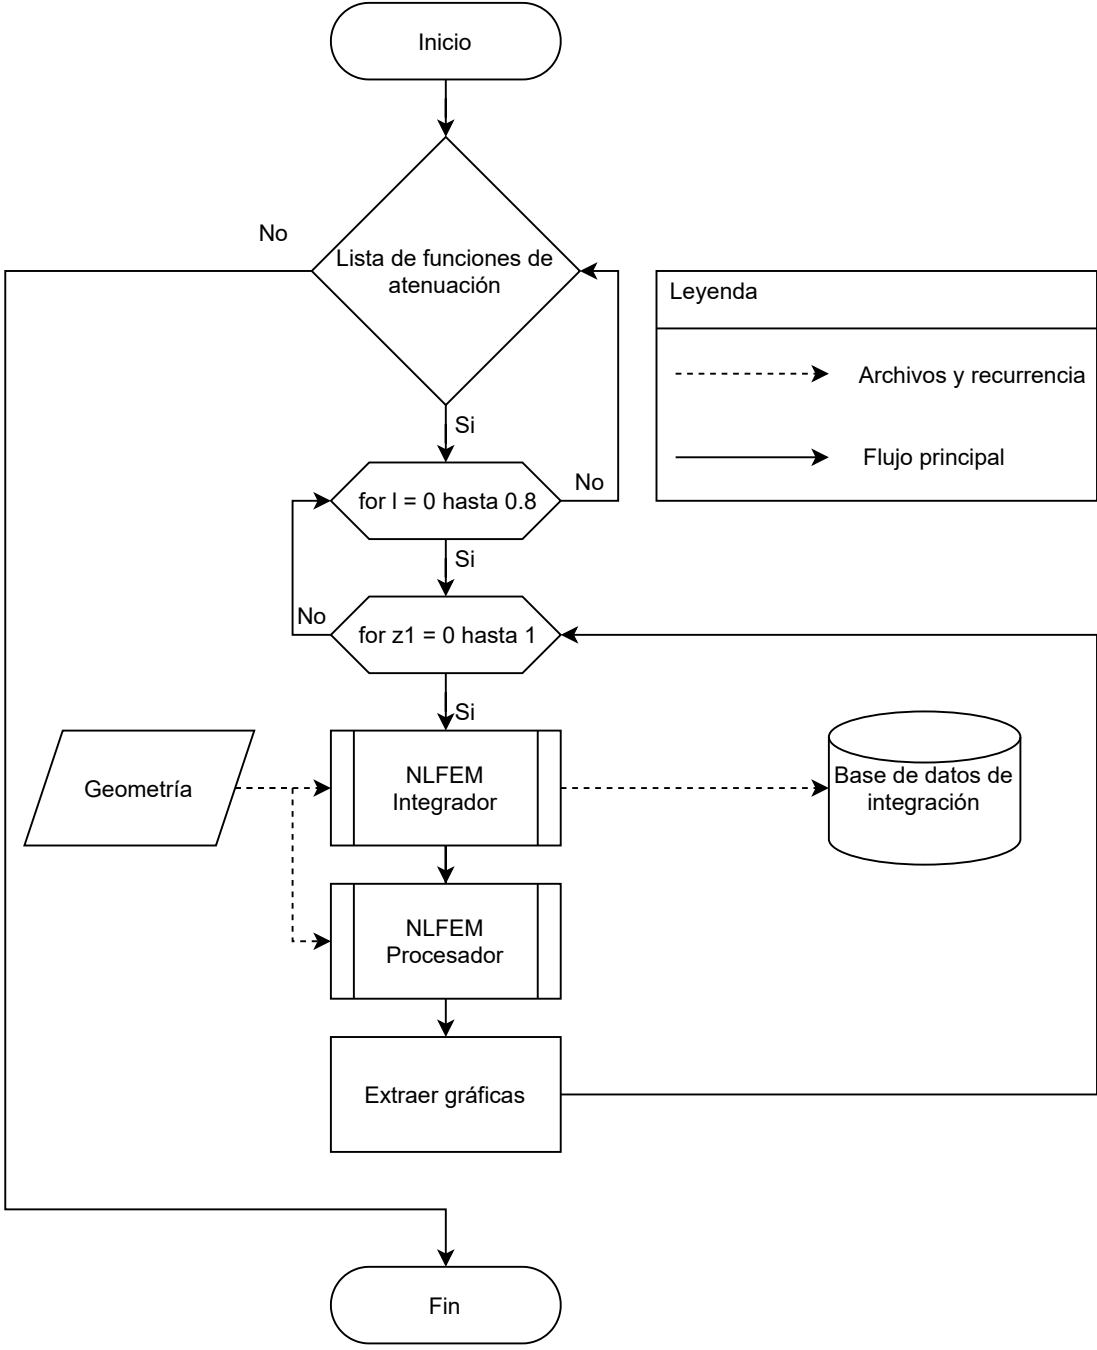 Inicio
No
Lista de funciones de
atenuación
Leyenda
Archivos y recurrencia
Flujo principal
Si
for l = 0 hasta 0.8
No
Si
No
for z1 = 0 hasta 1
Si
Geometría
NLFEM
Integrador
Base de datos de
integración
NLFEM
Procesador
Extraer gráficas
Fin